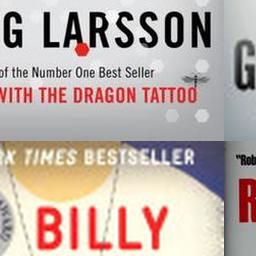 G LARSSON
of the Number One Best Seller
WITH THE DRAGON TATTOO
G
K TIMES BESTSELLER
BILLY
"Rob
R